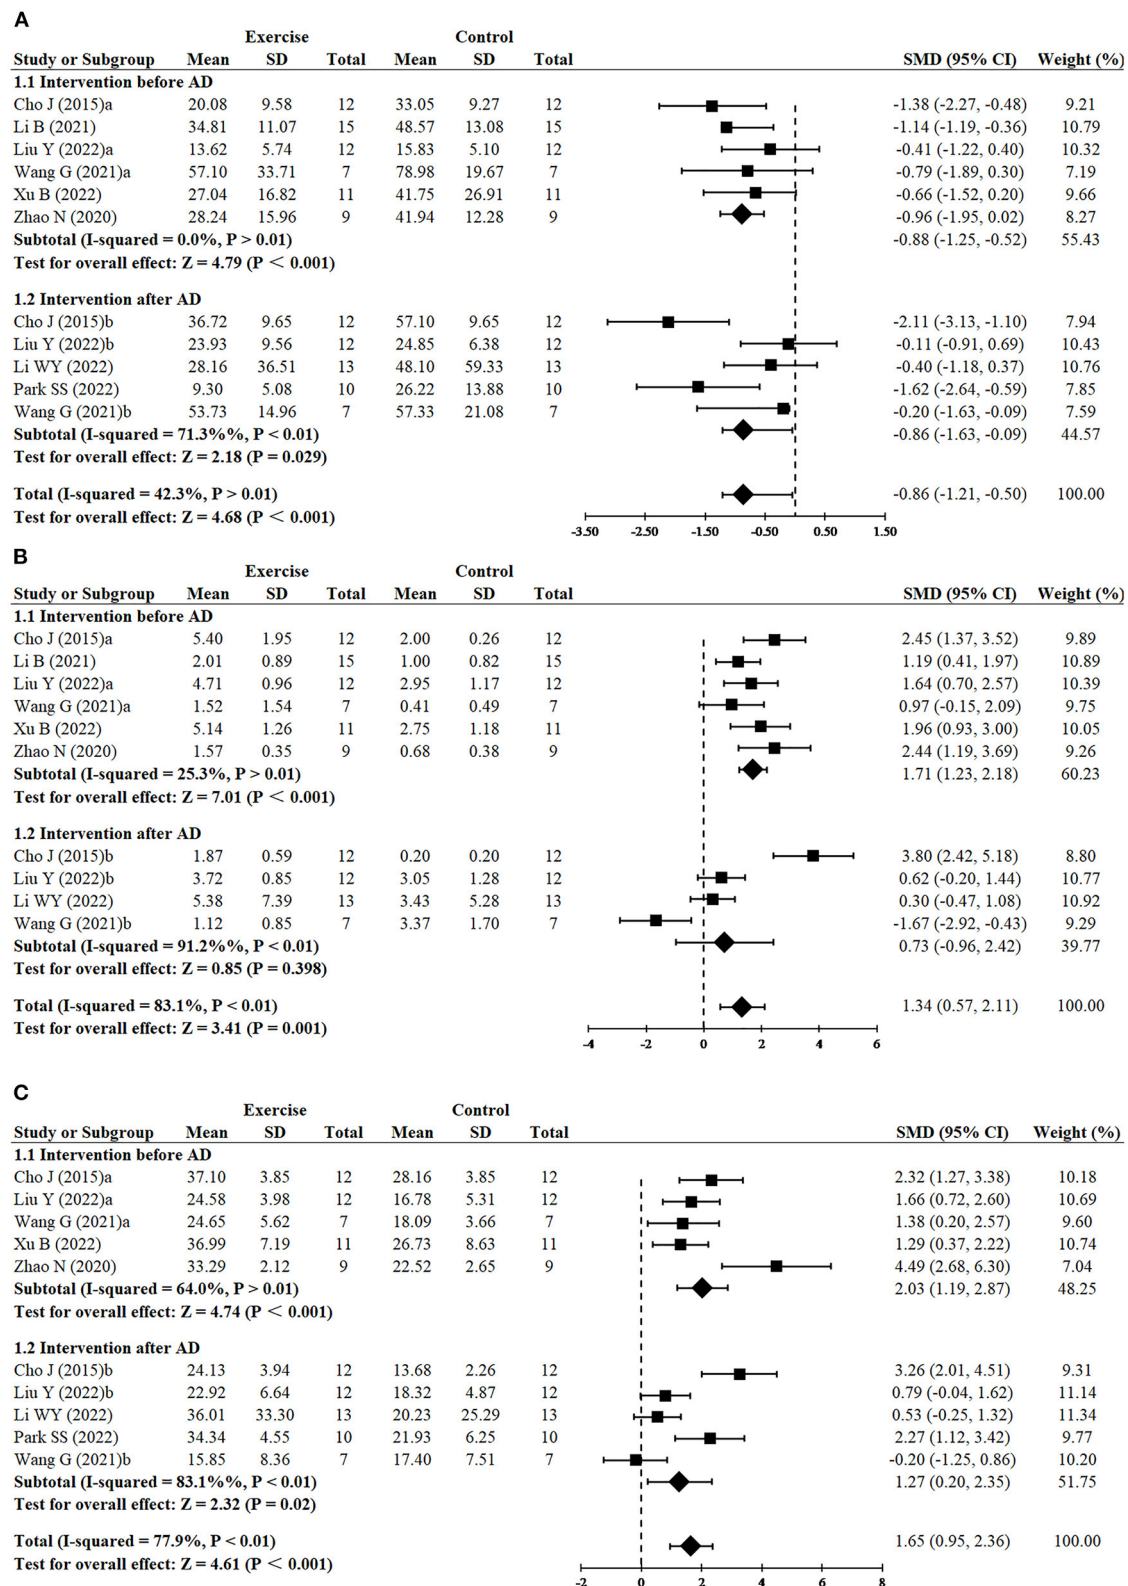 A
Exercise Control
Study or Subgroup Mean SD Total Mean SD Total SMD (95% CI) Weight (%)
1.1 Intervention before AD
Cho J (2015)a 20.08 9.58 12 33.05 9.27 12 -1.38 (-2.27, -0.48) 9.21
Li B (2021) 34.81 11.07 15 48.57 13.08 15 -1.14 (-1.19, -0.36) 10.79
Liu Y (2022)a 13.62 5.74 12 15.83 5.10 12 -0.41 (-1.22, 0.40) 10.32
Wang G (2021)a 57.10 33.71 7 78.98 19.67 7 -0.79 (-1.89, 0.30) 7.19
Xu B (2022) 27.04 16.82 11 41.75 26.91 11 -0.66 (-1.52, 0.20) 9.66
Zhao N (2020) 28.24 15.96 9 41.94 12.28 9 -0.96 (-1.95, 0.02) 8.27
Subtotal (I-squared = 0.0%, P > 0.01) -0.88 (-1.25, -0.52) 55.43
Test for overall effect: Z = 4.79 (P < 0.001)
1.2 Intervention after AD
Cho J (2015)b 36.72 9.65 12 57.10 9.65 12 -2.11 (-3.13, -1.10) 7.94
Liu Y (2022)b 23.93 9.56 12 24.85 6.38 12 -0.11 (-0.91, 0.69) 10.43
Li WY (2022) 28.16 36.51 13 48.10 59.33 13 -0.40 (-1.18, 0.37) 10.76
Park SS (2022) 9.30 5.08 10 26.22 13.88 10 -1.62 (-2.64, -0.59) 7.85
Wang G (2021)b 53.73 14.96 7 57.33 21.08 7 -0.20 (-1.63, -0.09) 7.59
Subtotal (I-squared = 71.3%%, P < 0.01) -0.86 (-1.63, -0.09) 44.57
Test for overall effect: Z = 2.18 (P = 0.029)
Total (I-squared = 42.3%, P > 0.01) -0.86 (-1.21, -0.50) 100.00
Test for overall effect: Z = 4.68 (P < 0.001)
-3.50 -2.50 -1.50 -0.50 0.50 1.50
B
Exercise Control
Study or Subgroup Mean SD Total Mean SD Total SMD (95% CI) Weight (%)
1.1 Intervention before AD
Cho J (2015)a 5.40 1.95 12 2.00 0.26 12 2.45 (1.37, 3.52) 9.89
Li B (2021) 2.01 0.89 15 1.00 0.82 15 1.19 (0.41, 1.97) 10.89
Liu Y (2022)a 4.71 0.96 12 2.95 1.17 12 1.64 (0.70, 2.57) 10.39
Wang G (2021)a 1.52 1.54 7 0.41 0.49 7 0.97 (-0.15, 2.09) 9.75
Xu B (2022) 5.14 1.26 11 2.75 1.18 11 1.96 (0.93, 3.00) 10.05
Zhao N (2020) 1.57 0.35 9 0.68 0.38 9 2.44 (1.19, 3.69) 9.26
Subtotal (I-squared = 25.3%, P > 0.01) 1.71 (1.23, 2.18) 60.23
Test for overall effect: Z = 7.01 (P < 0.001)
1.2 Intervention after AD
Cho J (2015)b 1.87 0.59 12 0.20 0.20 12 3.80 (2.42, 5.18) 8.80
Liu Y (2022)b 3.72 0.85 12 3.05 1.28 12 0.62 (-0.20, 1.44) 10.77
Li WY (2022) 5.38 7.39 13 3.43 5.28 13 0.30 (-0.47, 1.08) 10.92
Wang G (2021)b 1.12 0.85 7 3.37 1.70 7 -1.67 (-2.92, -0.43) 9.29
Subtotal (I-squared = 91.2%%, P < 0.01) 0.73 (-0.96, 2.42) 39.77
Test for overall effect: Z = 0.85 (P = 0.398)
Total (I-squared = 83.1%, P < 0.01) 1.34 (0.57, 2.11) 100.00
Test for overall effect: Z = 3.41 (P = 0.001)
-4 -2 0 2 4 6
C
Exercise Control
Study or Subgroup Mean SD Total Mean SD Total SMD (95% CI) Weight (%)
1.1 Intervention before AD
Cho J (2015)a 37.10 3.85 12 28.16 3.85 12 2.32 (1.27, 3.38) 10.18
Liu Y (2022)a 24.58 3.98 12 16.78 5.31 12 1.66 (0.72, 2.60) 10.69
Wang G (2021)a 24.65 5.62 7 18.09 3.66 7 1.38 (0.20, 2.57) 9.60
Xu B (2022) 36.99 7.19 11 26.73 8.63 11 1.29 (0.37, 2.22) 10.74
Zhao N (2020) 33.29 2.12 9 22.52 2.65 9 4.49 (2.68, 6.30) 7.04
Subtotal (I-squared = 64.0%, P > 0.01) 2.03 (1.19, 2.87) 48.25
Test for overall effect: Z = 4.74 (P < 0.001)
1.2 Intervention after AD
Cho J (2015)b 24.13 3.94 12 13.68 2.26 12 3.26 (2.01, 4.51) 9.31
Liu Y (2022)b 22.92 6.64 12 18.32 4.87 12 0.79 (-0.04, 1.62) 11.14
Li WY (2022) 36.01 33.30 13 20.23 25.29 13 0.53 (-0.25, 1.32) 11.34
Park SS (2022) 34.34 4.55 10 21.93 6.25 10 2.27 (1.12, 3.42) 9.77
Wang G (2021)b 15.85 8.36 7 17.40 7.51 7 -0.20 (-1.25, 0.86) 10.20
Subtotal (I-squared = 83.1%%, P < 0.01) 1.27 (0.20, 2.35) 51.75
Test for overall effect: Z = 2.32 (P = 0.02)
Total (I-squared = 77.9%, P < 0.01) 1.65 (0.95, 2.36) 100.00
Test for overall effect: Z = 4.61 (P < 0.001)
-2 0 2 4 6 8